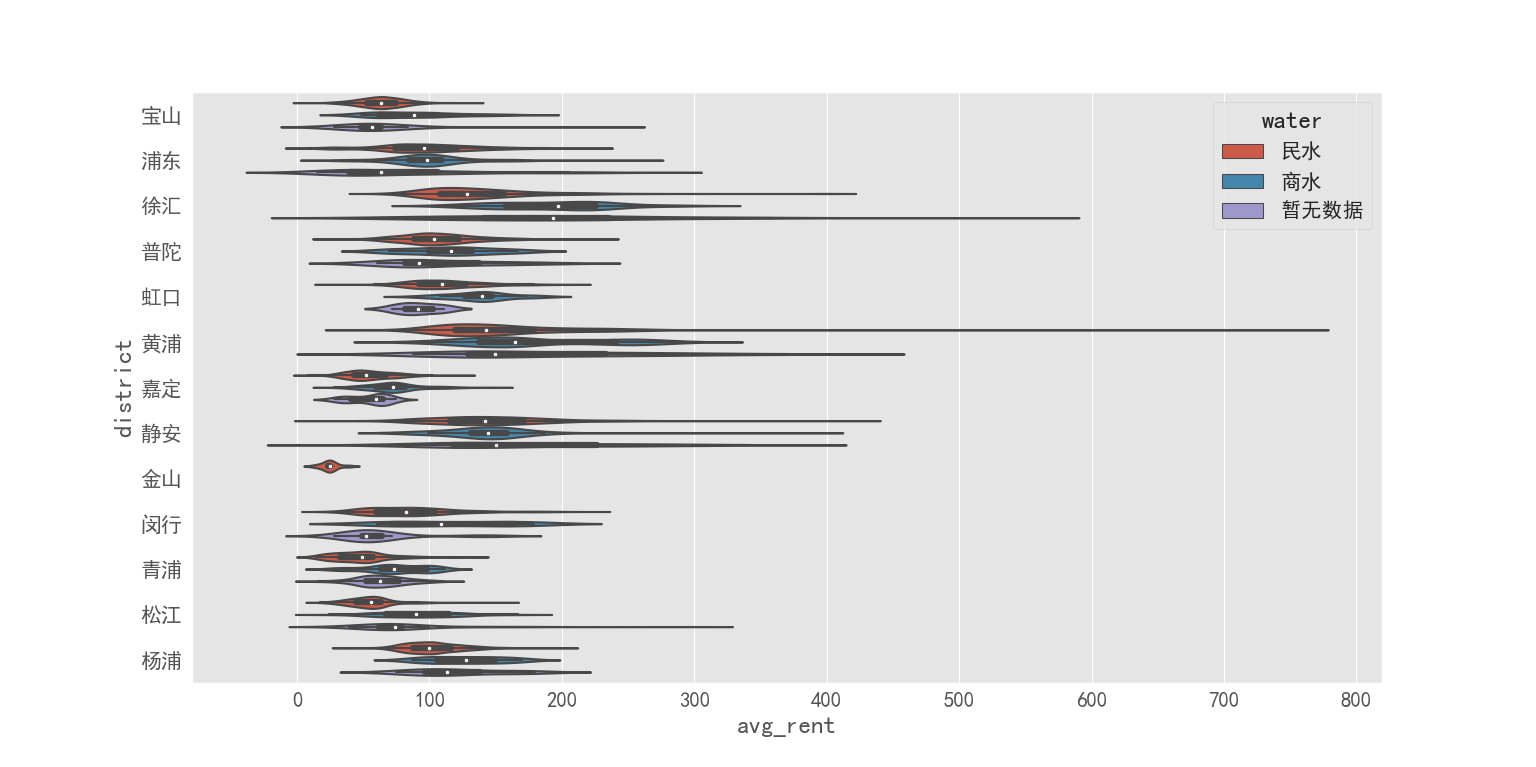 water
民水
商水
暂无数据
district
宝山
浦东
徐汇
普陀
虹口
黄浦
嘉定
静安
金山
闵行
青浦
松江
杨浦
0 100 200 300 400 500 600 700 800
avg_rent